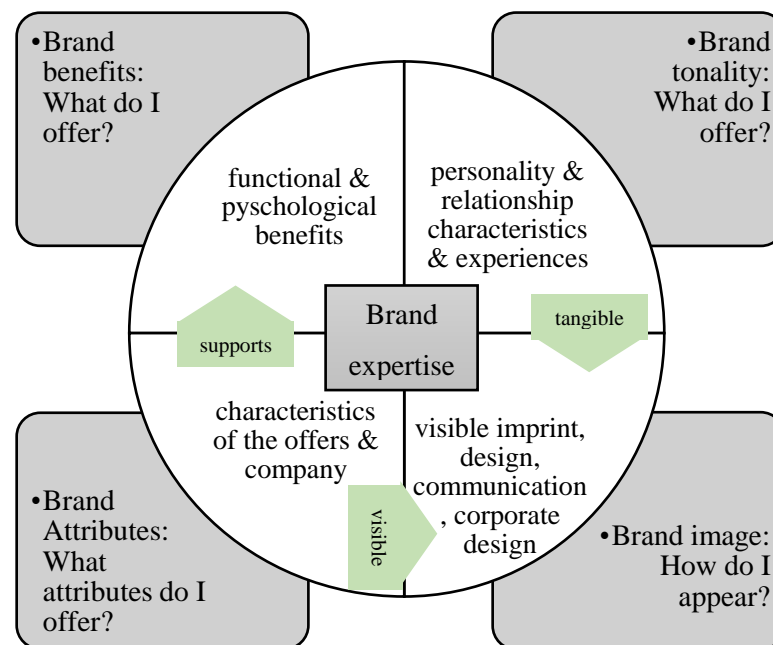 •Brand
benefits:
What do I
offer?
•Brand
tonality:
What do I
offer?
functional &
pyschological
benefits
personality &
relationship
characteristics
& experiences
Brand
expertise
supports
tangible
characteristics
of the offers &
company
visible imprint,
design,
communication
, corporate
design
visible
•Brand
Attributes:
What
attributes do I
offer?
•Brand image:
How do I
appear?